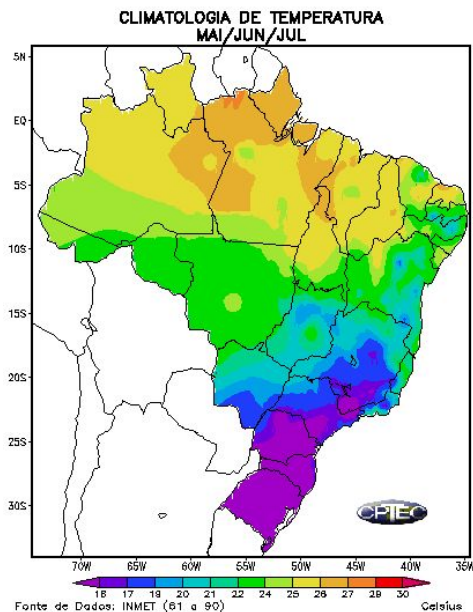 CLIMATOLOGIA DE TEMPERATURA
MAI/JUN/JUL
5N
EQ
5S
10S
15S
20S
25S
30S
70W 65W 60W 55W 50W 45W 40W 35W
CPTEC
16 17 19 20 22 24 25 26 27 29 30
Fonte de Dados: INMET (61 a 90) Celsius